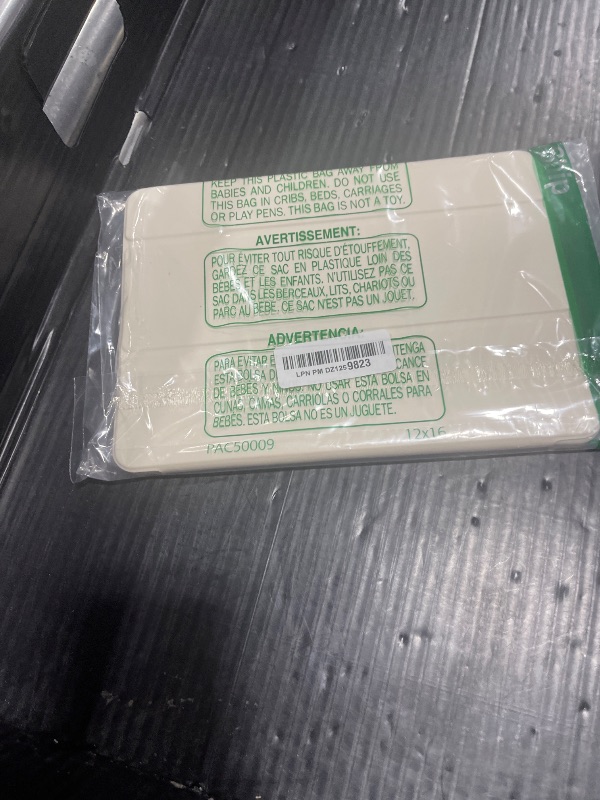 KEEP THIS PLASTIC BAG AWAY FROM
BABIES AND CHILDREN. DO NOT USE
THIS BAG IN CRIBS, BEDS, CARRIAGES
OR PLAY PENS. THIS BAG IS NOT A TOY.
AVERTISSEMENT:
POUR ÉVITER TOUT RISQUE D'ÉTOUFFEMENT,
GARDEZ CE SAC EN PLASTIQUE LOIN DES
BÉBÉS ET LES ENFANTS. N'UTILISEZ PAS CE
SAC DANS LES BERCEAUX, LITS, CHARIOTS OU
PARC AU BÉBÉ. CE SAC N'EST PAS UN JOUET.
ADVERTENCIA:
PARA EVITAR
ESTA BOLSA
DE BEBÉS Y NIÑOS. NO USAR ESTA BOLSA EN
CUNAS, CAMAS, CARRIOLAS O CORRALES PARA
BEBÉS. ESTA BOLSA NO ES UN JUGUETE.
LPN PM DZ1259823
PAC50009
12x16